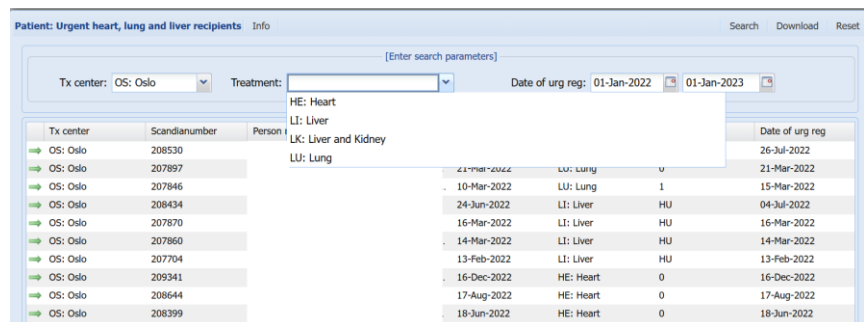 Patient: Urgent heart, lung and liver recipients Info Search Download Reset
[Enter search parameters]
Tx center: OS: Oslo Treatment: Date of urg reg: 01-Jan-2022 01-Jan-2023
HE: Heart
LI: Liver
LK: Liver and Kidney
LU: Lung
Tx center Scandianumber Person Date of urg reg
OS: Oslo 208530 26-Jul-2022
OS: Oslo 207897 21-Mar-2022 LU: Lung 0 21-Mar-2022
OS: Oslo 207846 10-Mar-2022 LU: Lung 1 15-Mar-2022
OS: Oslo 208434 24-Jun-2022 LI: Liver HU 04-Jul-2022
OS: Oslo 207870 16-Mar-2022 LI: Liver HU 16-Mar-2022
OS: Oslo 207860 14-Mar-2022 LI: Liver HU 14-Mar-2022
OS: Oslo 207704 13-Feb-2022 LI: Liver HU 13-Feb-2022
OS: Oslo 209341 16-Dec-2022 HE: Heart 0 16-Dec-2022
OS: Oslo 208644 17-Aug-2022 HE: Heart 0 17-Aug-2022
OS: Oslo 208399 18-Jun-2022 HE: Heart 0 18-Jun-2022